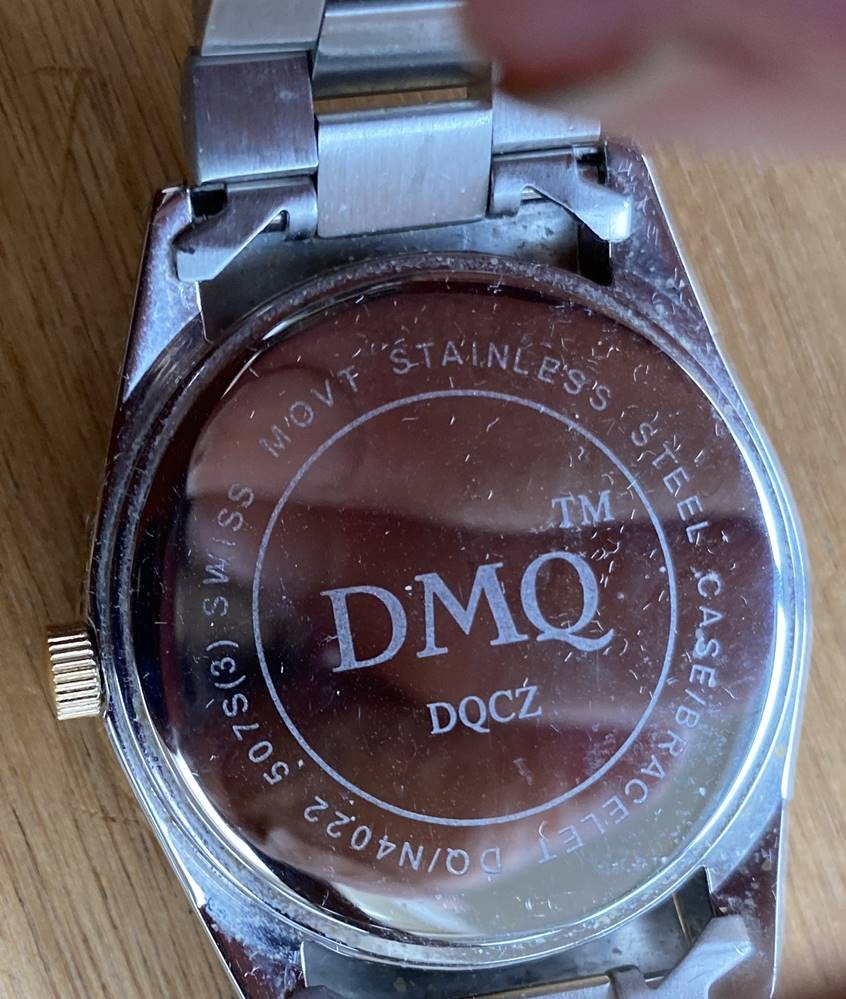 SWISS MOVT STAINLESS STEEL CASE/BRACELET DQ/N4022 507S(3)
TM
DMQ
DQCZ